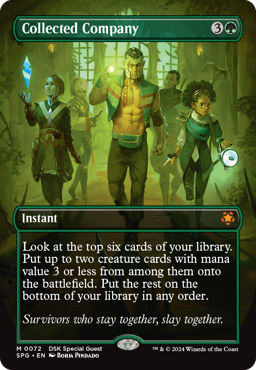 Collected Company 3
Instant
Look at the top six cards of your library.
Put up to two creature cards with mana
value 3 or less from among them onto
the battlefield. Put the rest on the
bottom of your library in any order.
Survivors who stay together, slay together.
M 0072 DSK Special Guest ™ & © 2024 Wizards of the Coast
SPG • EN Borja Pindado